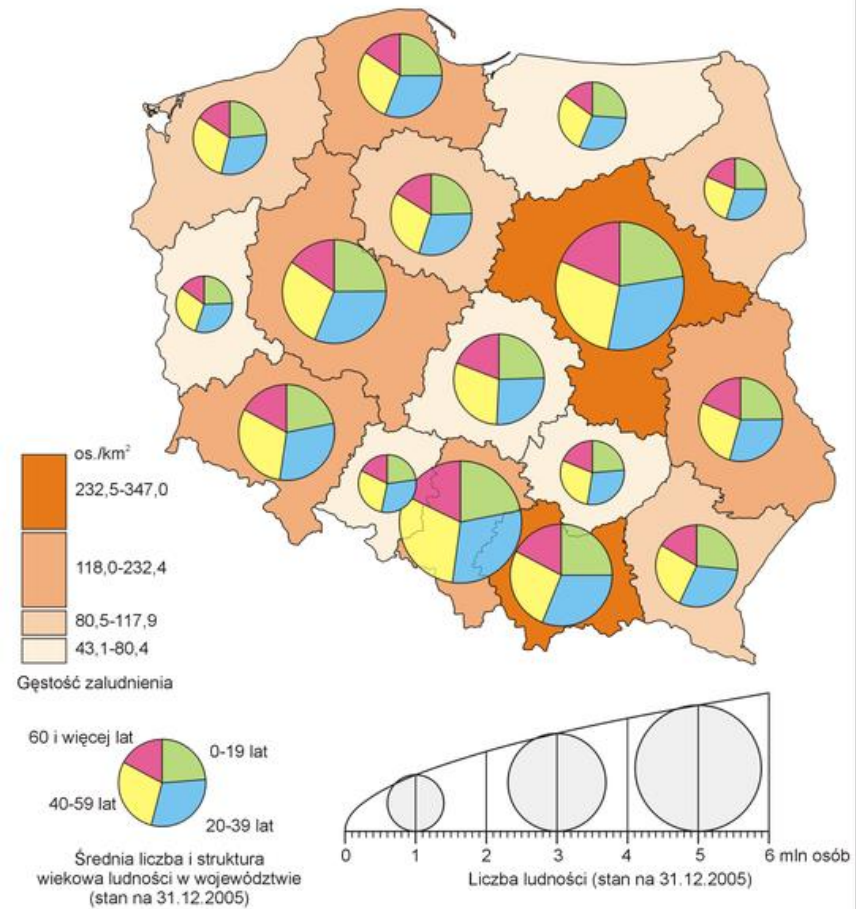 os./km²
232,5-347,0
118,0-232,4
80,5-117,9
43,1-80,4
Gęstość zaludnienia
60 i więcej lat
0-19 lat
40-59 lat
20-39 lat
Średnia liczba i struktura
wiekowa ludności w województwie
(stan na 31.12.2005)
0 1 2 3 4 5 6 mln osób
Liczba ludności (stan na 31.12.2005)